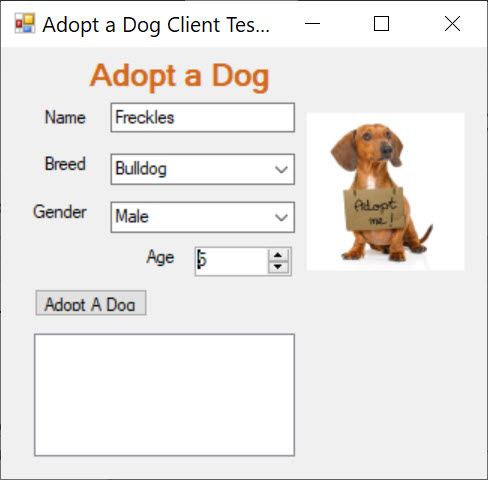 Adopt a Dog Client Tes...
Adopt a Dog
Name
Freckles
Breed
Bulldog
Gender
Male
Adopt
me!
Age
5
Adopt A Dog